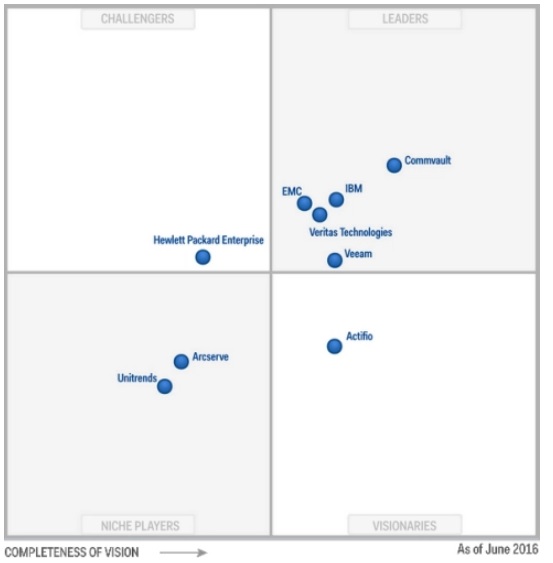 CHALLENGERS
LEADERS
Commvault
EMC
IBM
Veritas Technologies
Hewlett Packard Enterprise
Veeam
Actifio
Arcserve
Unitrends
NICHE PLAYERS
VISIONARIES
COMPLETENESS OF VISION
As of June 2016